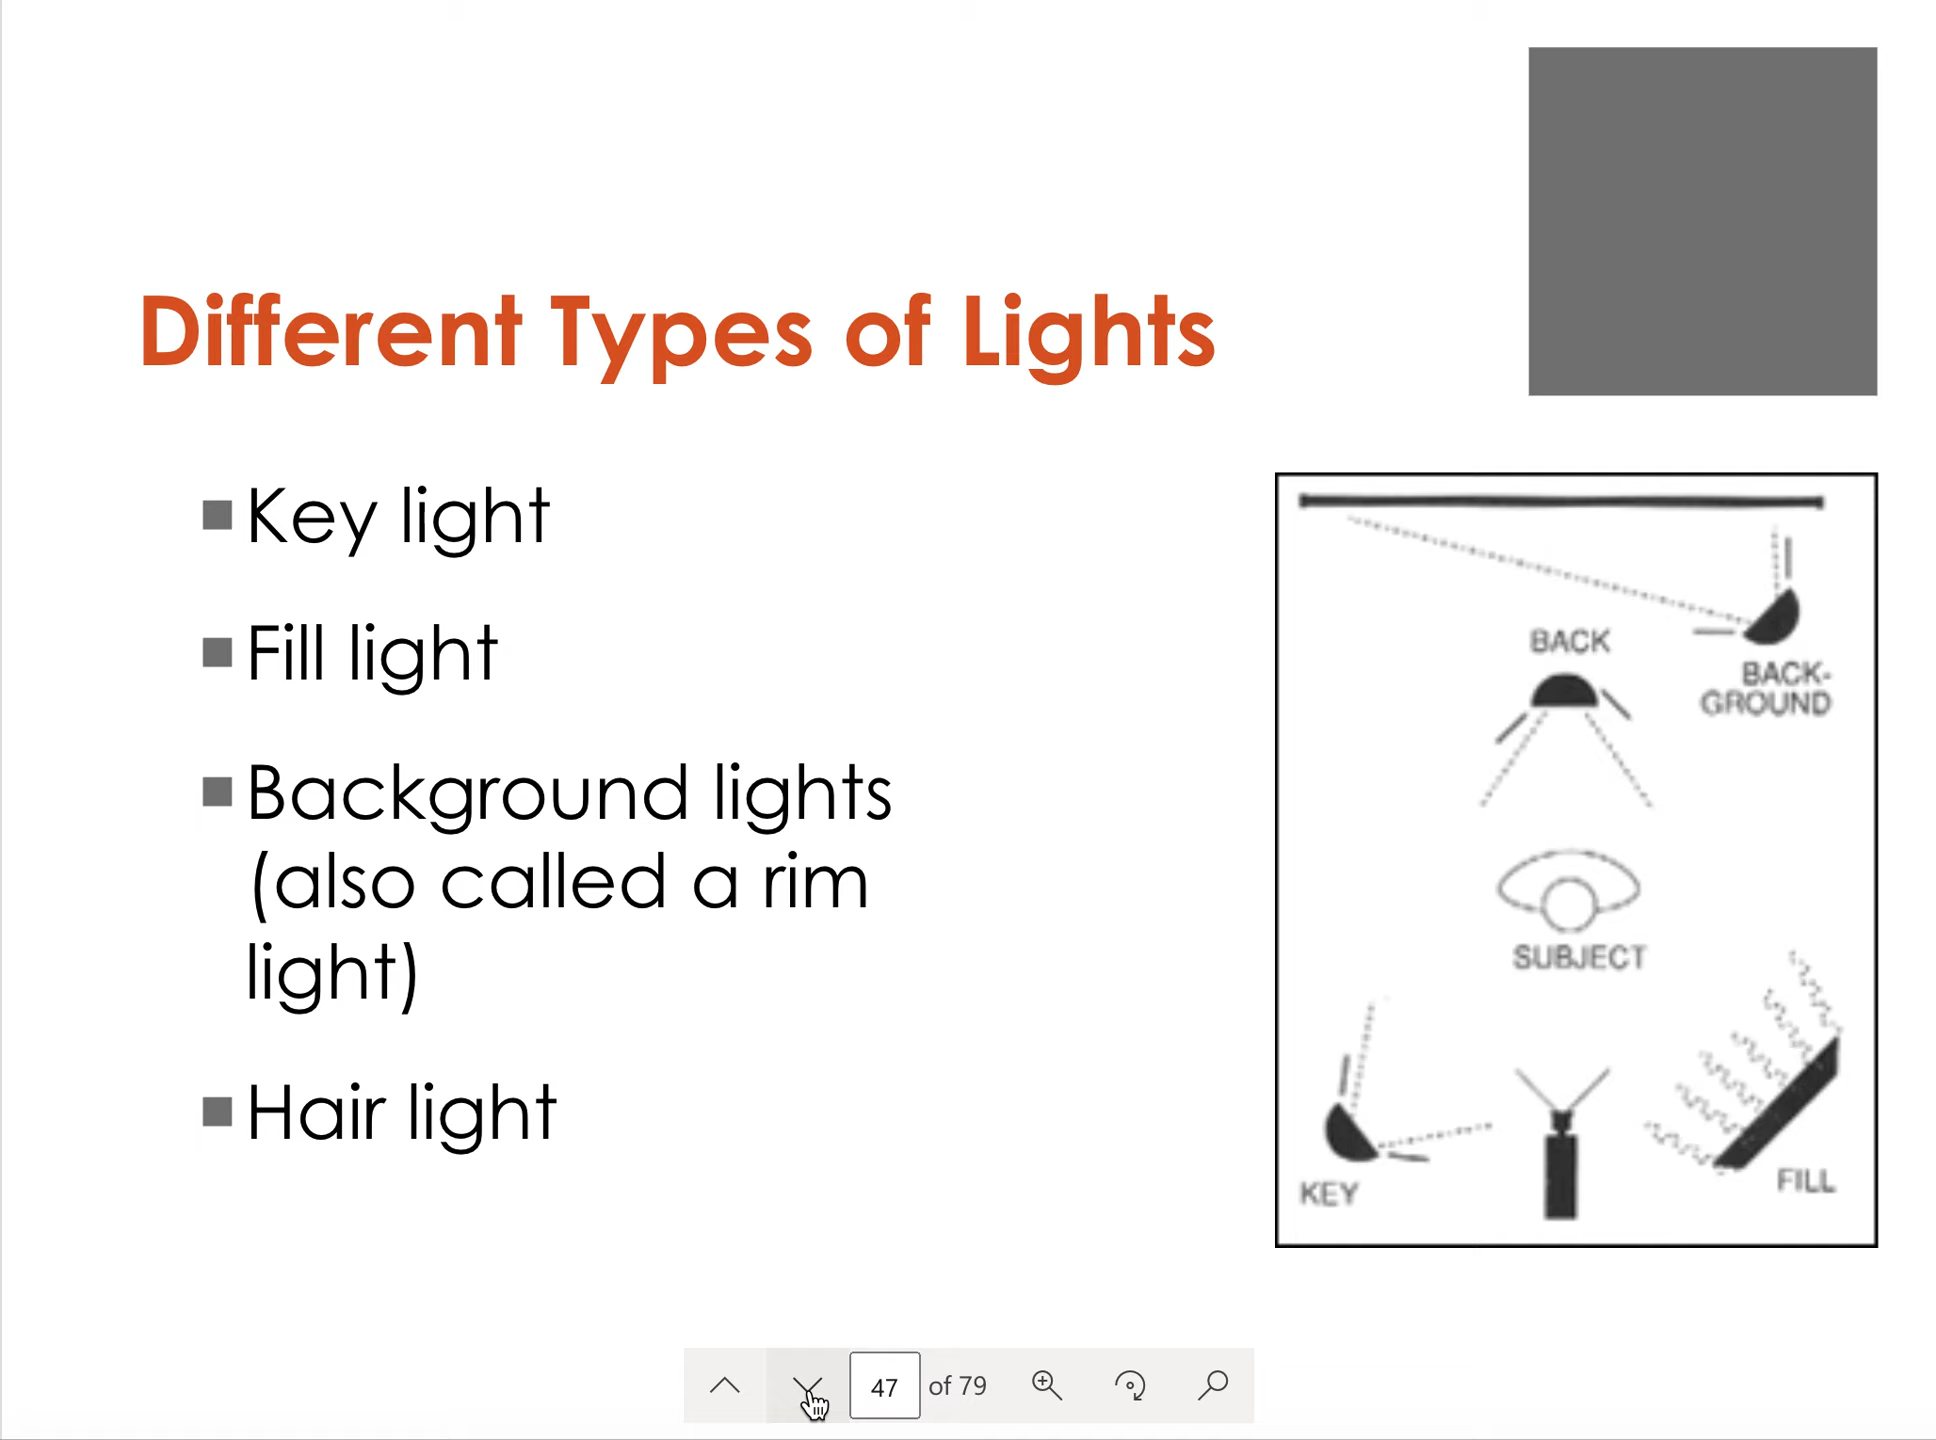 Different Types of Lights
Key light
Fill light
Background lights
(also called a rim
light)
Hair light
BACK
BACK-
GROUND
SUBJECT
KEY
FILL
47 of 79